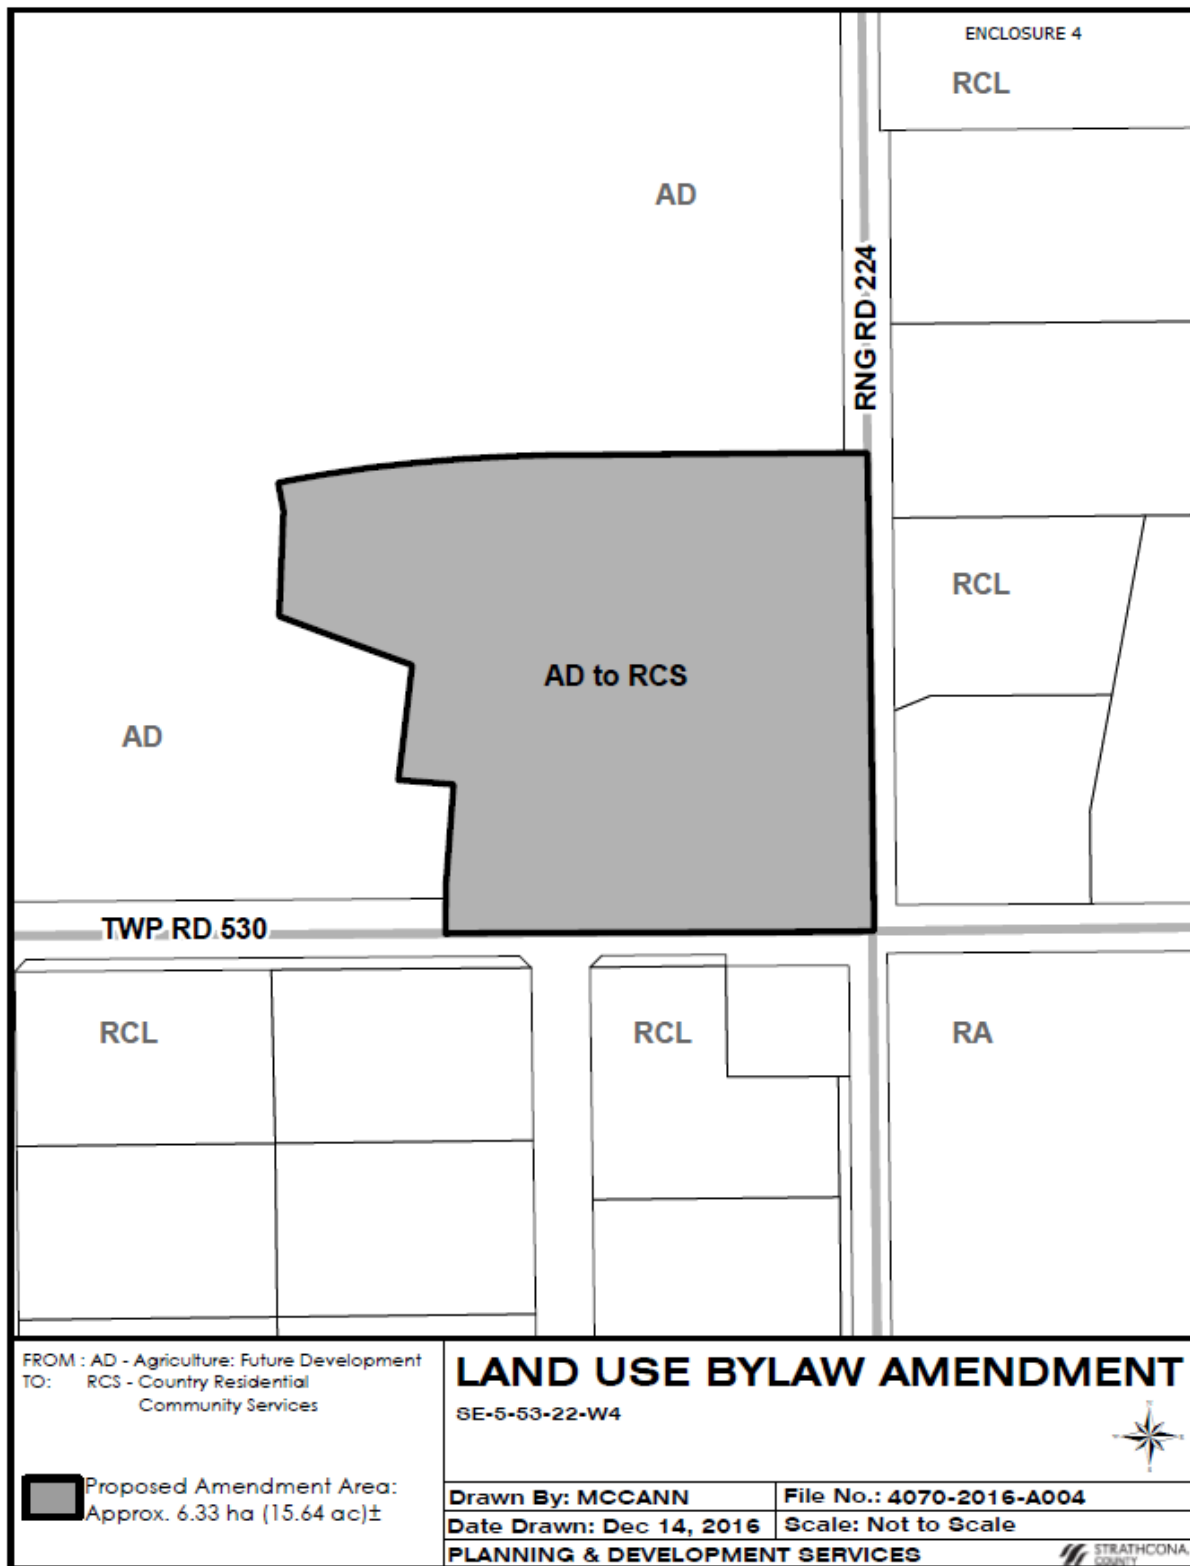 ENCLOSURE 4
RCL
AD
RNG RD 224
RCL
AD to RCS
AD
TWP RD 530
RCL
RCL
RA
FROM : AD - Agriculture: Future Development
TO: RCS - Country Residential
Community Services
Proposed Amendment Area:
Approx. 6.33 ha (15.64 ac)±
LAND USE BYLAW AMENDMENT
SE-5-53-22-W4
Drawn By: MCCANN
File No.: 4070-2016-A004
Date Drawn: Dec 14, 2016
Scale: Not to Scale
PLANNING & DEVELOPMENT SERVICES
STRATHCONA
COUNTY